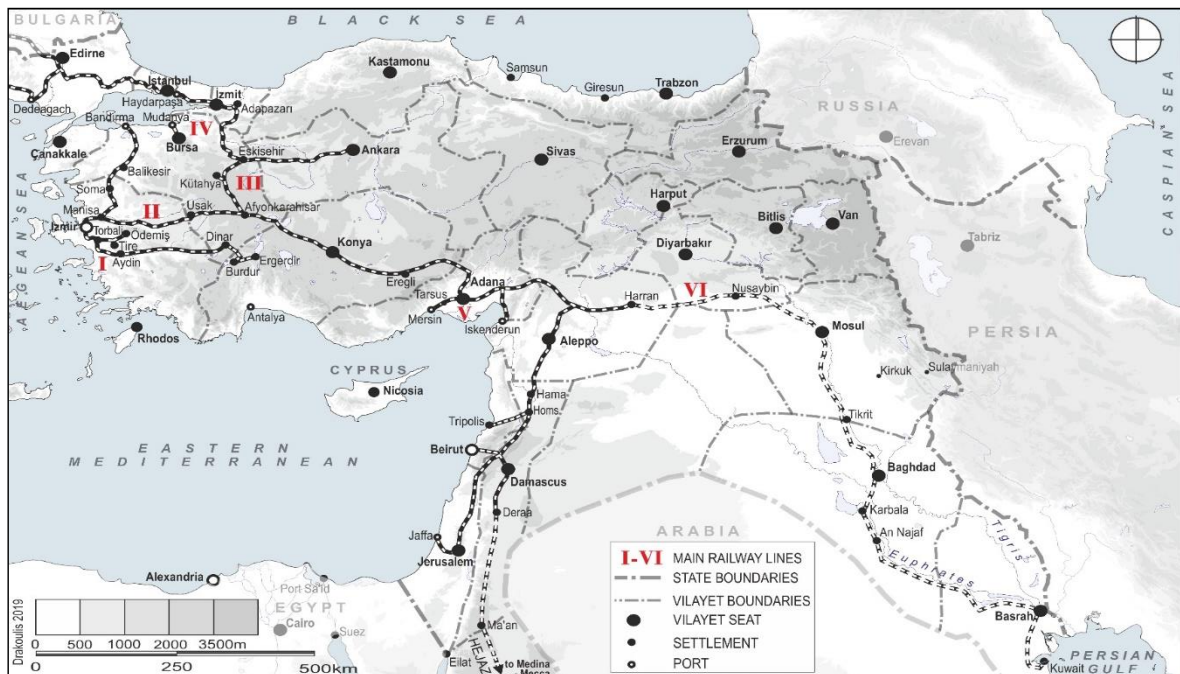 BULGARIA
BLACK SEA
Edirne
Kastamonu
Samsun
Istanbul
Giresun
Trabzon
Haydarpaşa
İzmit
Dedeagach
Adapazarı
RUSSIA
Bandirma
Mudanya
IV
Erevan
CASPIAN SEA
Çanakkale
Bursa
Eskisehir
Ankara
Sivas
Erzurum
Balikesir
Kütahya
III
Soma
Harput
Manisa
II
Usak
Afyonkarahisar
Bitlis
Van
Izmir
Torbali
Ödemiş
Tire
Dinar
Konya
Diyarbakır
Tabriz
AEGEAN SEA
I
Aydin
Burdur
Ergerdir
Eregli
Adana
Tarsus
VI
Nusaybin
Harran
Mersin
V
Iskenderun
Antalya
PERSIA
Rhodos
Aleppo
Mosul
CYPRUS
Nicosia
Kirkuk
Sulaymaniyah
Hama
Homs.
Tripolis
Tikrit
EASTERN
MEDITERRANEAN
Beirut
Damascus
Baghdad
Deraa
Karbala
ARABIA
Jaffa
An Najaf
Tigris
Jerusalem
I-VI MAIN RAILWAY LINES
Euphrates
Alexandria
STATE BOUNDARIES
Port Sa'id
VILAYET BOUNDARIES
EGYPT
Cairo
VILAYET SEAT
Basrah
Suez
Ma'an
SETTLEMENT
HEJAZ
PORT
Eilat
to Medina
Mecca
Kuwait
PERSIAN
GULF
Drakoulis 2019
0 500 1000 2000 3500m
0 250 500km